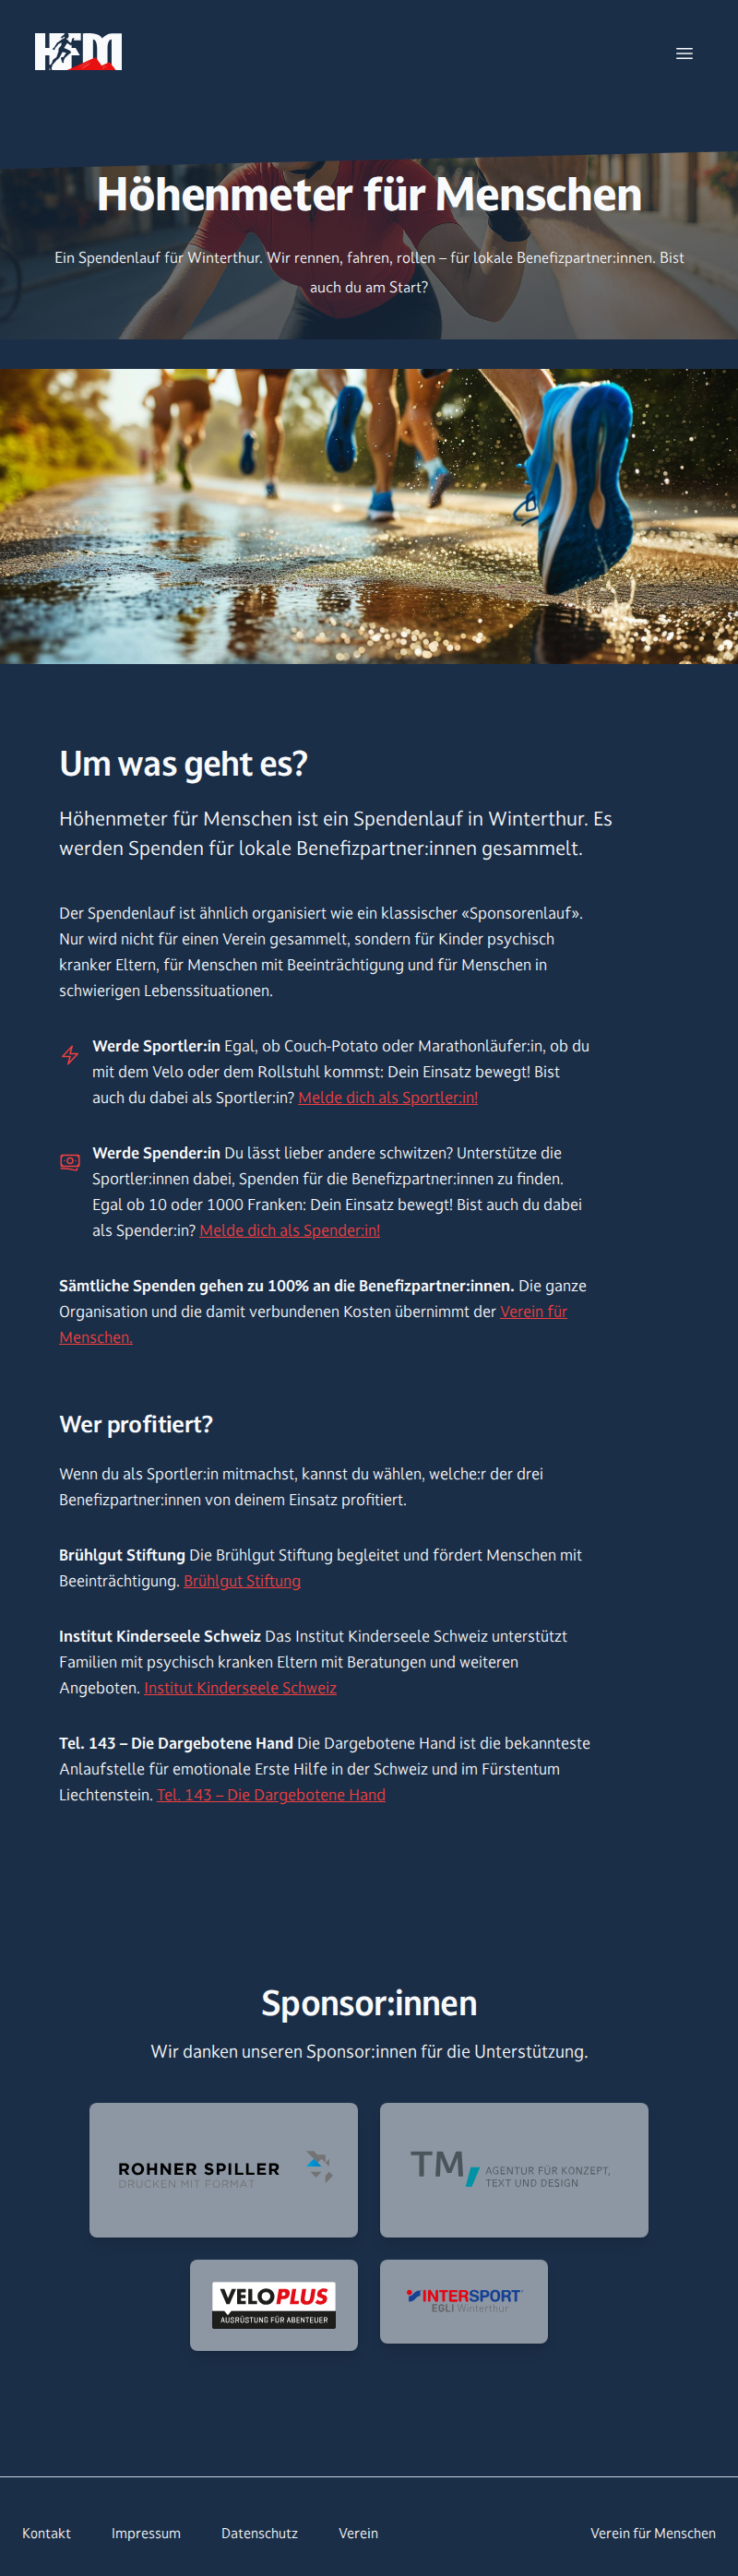 HFM
Höhenmeter für Menschen
Ein Spendenlauf für Winterthur. Wir rennen, fahren, rollen – für lokale Benefizpartner:innen. Bist
auch du am Start?
Um was geht es?
Höhenmeter für Menschen ist ein Spendenlauf in Winterthur. Es
werden Spenden für lokale Benefizpartner:innen gesammelt.
Der Spendenlauf ist ähnlich organisiert wie ein klassischer «Sponsorenlauf».
Nur wird nicht für einen Verein gesammelt, sondern für Kinder psychisch
kranker Eltern, für Menschen mit Beeinträchtigung und für Menschen in
schwierigen Lebenssituationen.
Werde Sportler:in Egal, ob Couch-Potato oder Marathonläufer:in, ob du
mit dem Velo oder dem Rollstuhl kommst: Dein Einsatz bewegt! Bist
auch du dabei als Sportler:in? Melde dich als Sportler:in!
Werde Spender:in Du lässt lieber andere schwitzen? Unterstütze die
Sportler:innen dabei, Spenden für die Benefizpartner:innen zu finden.
Egal ob 10 oder 1000 Franken: Dein Einsatz bewegt! Bist auch du dabei
als Spender:in? Melde dich als Spender:in!
Sämtliche Spenden gehen zu 100% an die Benefizpartner:innen. Die ganze
Organisation und die damit verbundenen Kosten übernimmt der Verein für
Menschen.
Wer profitiert?
Wenn du als Sportler:in mitmachst, kannst du wählen, welche:r der drei
Benefizpartner:innen von deinem Einsatz profitiert.
Brühlgut Stiftung Die Brühlgut Stiftung begleitet und fördert Menschen mit
Beeinträchtigung. Brühlgut Stiftung
Institut Kinderseele Schweiz Das Institut Kinderseele Schweiz unterstützt
Familien mit psychisch kranken Eltern mit Beratungen und weiteren
Angeboten. Institut Kinderseele Schweiz
Tel. 143 – Die Dargebotene Hand Die Dargebotene Hand ist die bekannteste
Anlaufstelle für emotionale Erste Hilfe in der Schweiz und im Fürstentum
Liechtenstein. Tel. 143 – Die Dargebotene Hand
Sponsor:innen
Wir danken unseren Sponsor:innen für die Unterstützung.
ROHNER SPILLER
DRUCKEN MIT FORMAT
TM,
AGENTUR FÜR KONZEPT,
TEXT UND DESIGN
VELOPLUS
AUSRÜSTUNG FÜR ABENTEUER
INTERSPORT
EGLI Winterthur
Kontakt Impressum Datenschutz Verein Verein für Menschen